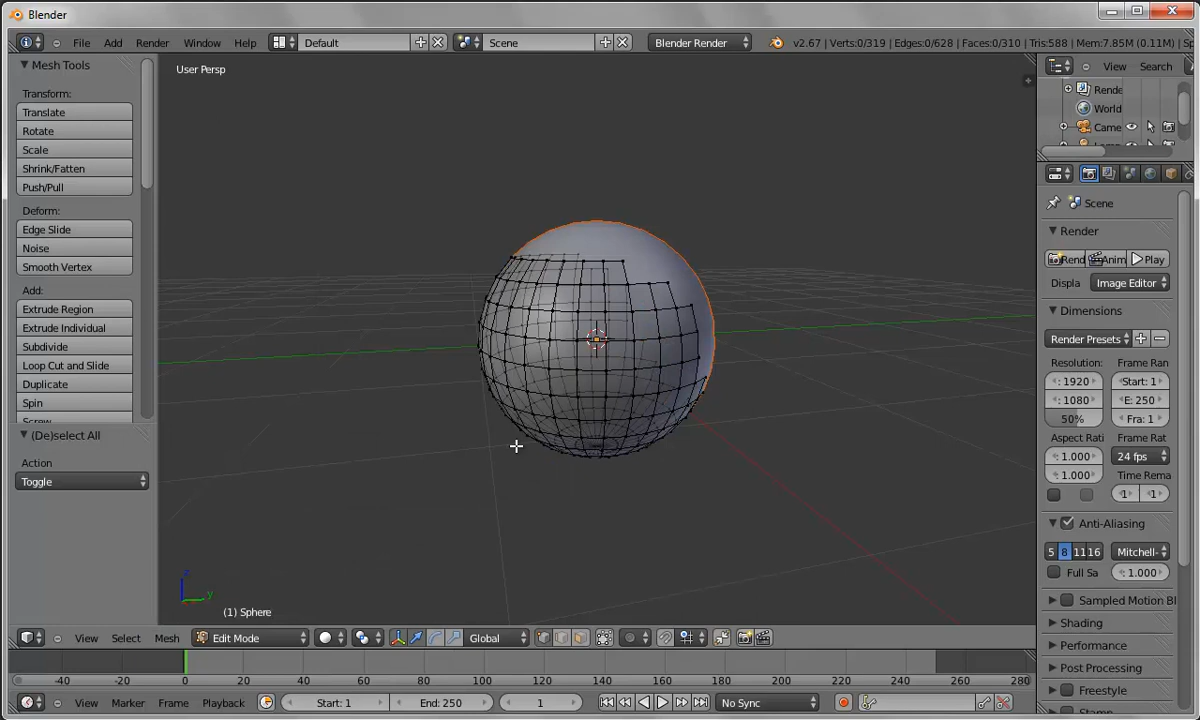 Blender
File Add Render Window Help Default Scene Blender Render v2.67 | Verts:0/319 | Edges:0/628 | Faces:0/310 | Tris:588 | Mem:7.85M (0.11M) | Sp
Mesh Tools
Transform:
Translate
Rotate
Scale
Shrink/Fatten
Push/Pull
Deform:
Edge Slide
Noise
Smooth Vertex
Add:
Extrude Region
Extrude Individual
Subdivide
Loop Cut and Slide
Duplicate
Spin
Screw
(De)select All
Action
Toggle
User Persp
z
y
(1) Sphere
View Select Mesh Edit Mode Global
View Search
Rende
World
Came
Scene
Render
Rend Anim Play
Displa Image Editor
Dimensions
Render Presets
Resolution: Frame Ran
: 1920 Start: 1
: 1080 E: 250
50% Fra: 1
Aspect Rati Frame Rat
: 1.000 24 fps
: 1.000 Time Rema
1 1
Anti-Aliasing
5 8 11 16 Mitchell-
Full Sa : 1.000
Sampled Motion Bl
Shading
Performance
Post Processing
Freestyle
Stamp
-40 -20 0 20 40 60 80 100 120 140 160 180 200 220 240 260 280
View Marker Frame Playback Start: 1 End: 250 1 No Sync